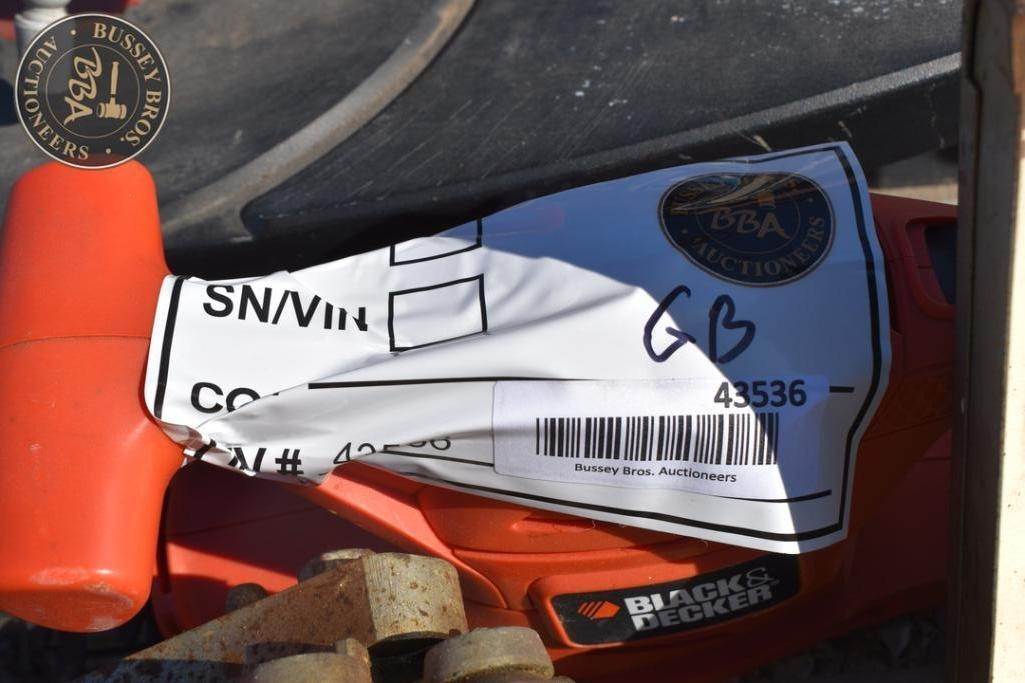 BUSSEY BROS.
BBA
AUCTIONEERS
BBA
AUCTIONEERS
SN/VIN
GB
43536
Bussey Bros. Auctioneers
BLACK&
DECKER